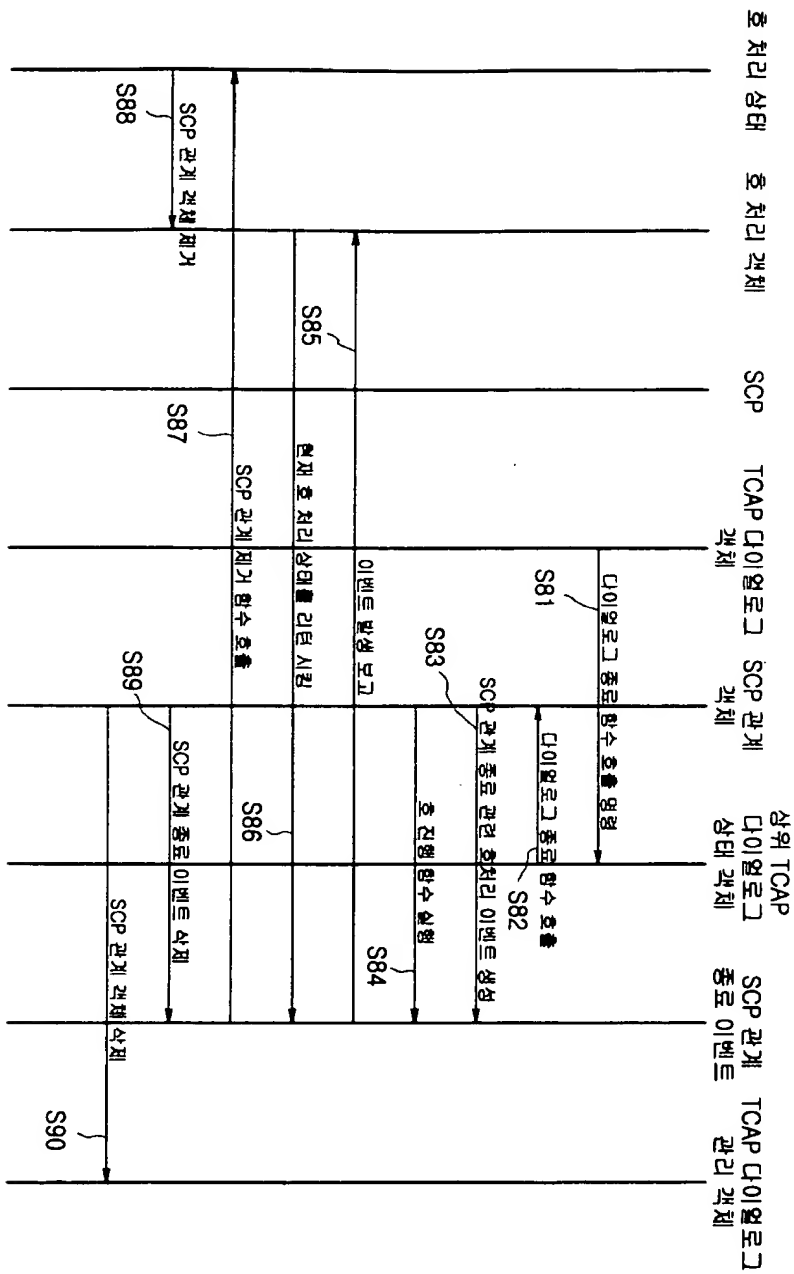 호 처리 상태
호 처리 객체
SCP
TCAP 다이얼로그
객체
SCP 관계
객체
상위 TCAP
다이얼로그
상태 객체
SCP 관계
종료 이벤트
TCAP 다이얼로그
관리 객체
S81
다이얼로그 종료 함수 호출 명령
다이얼로그 종료 함수 호출
S82
S83
SCP 관계 종료 관련 호처리 이벤트 생성
호 진행 함수 실행
S84
S85
이벤트 발생 보고
현재 호 처리 상태를 리턴 시킴
S86
S87
SCP 관계 제거 함수 호출
S88
SCP 관계 객체 제거
S89
SCP 관계 종료 이벤트 삭제
SCP 관계 객체 삭제
S90